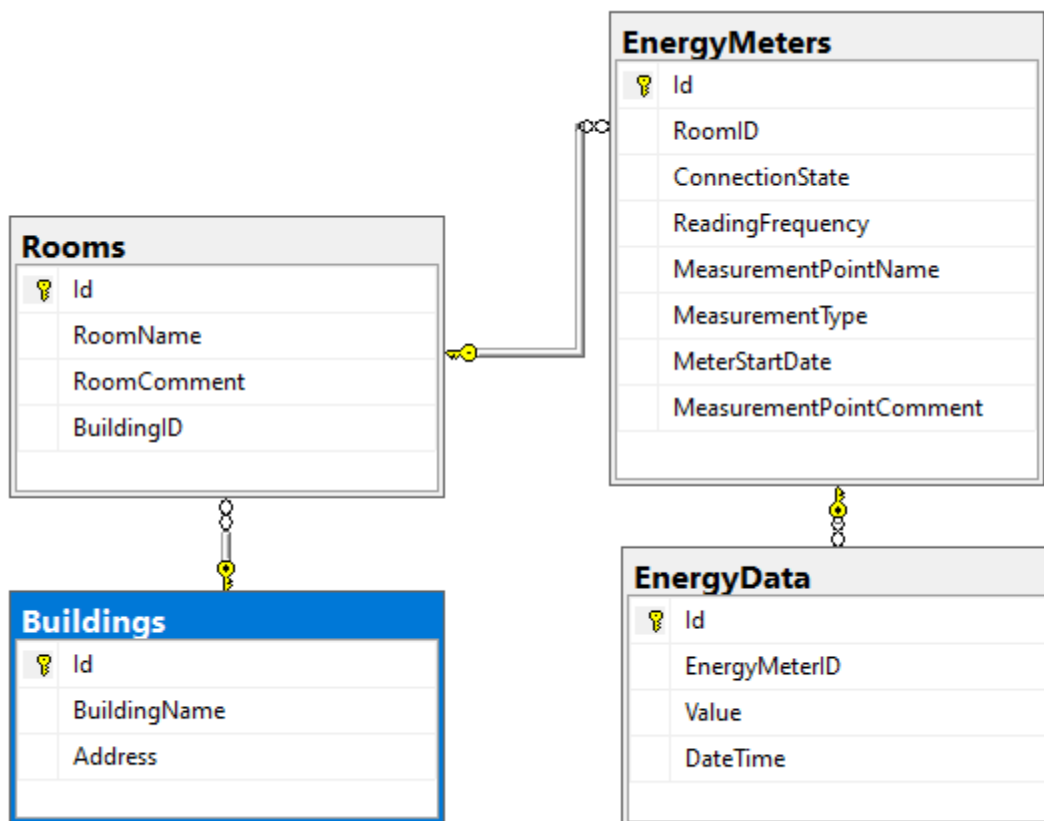 EnergyMeters
Id
RoomID
ConnectionState
ReadingFrequency
MeasurementPointName
MeasurementType
MeterStartDate
MeasurementPointComment
Rooms
Id
RoomName
RoomComment
BuildingID
Buildings
Id
BuildingName
Address
EnergyData
Id
EnergyMeterID
Value
DateTime